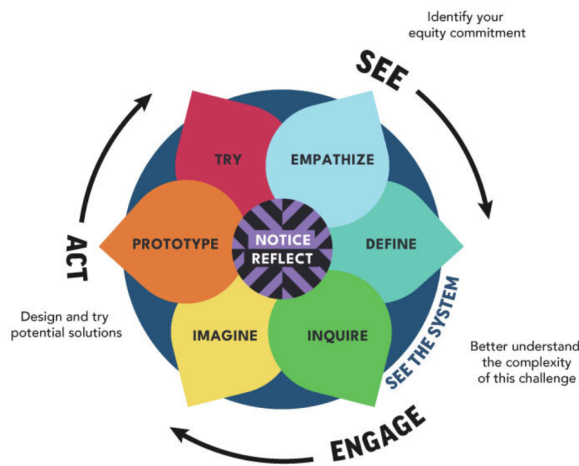 Identify your
equity commitment
SEE
TRY
EMPATHIZE
ACT
PROTOTYPE
NOTICE
REFLECT
DEFINE
Design and try
potential solutions
IMAGINE
INQUIRE
SEE THE SYSTEM
Better understand
the complexity
of this challenge
ENGAGE